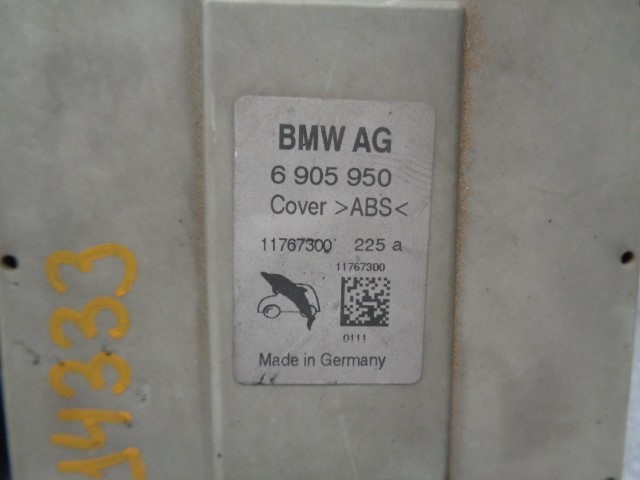 BMW AG
6 905 950
Cover >ABS<
11767300 225 a
11767300
0111
Made in Germany
14333